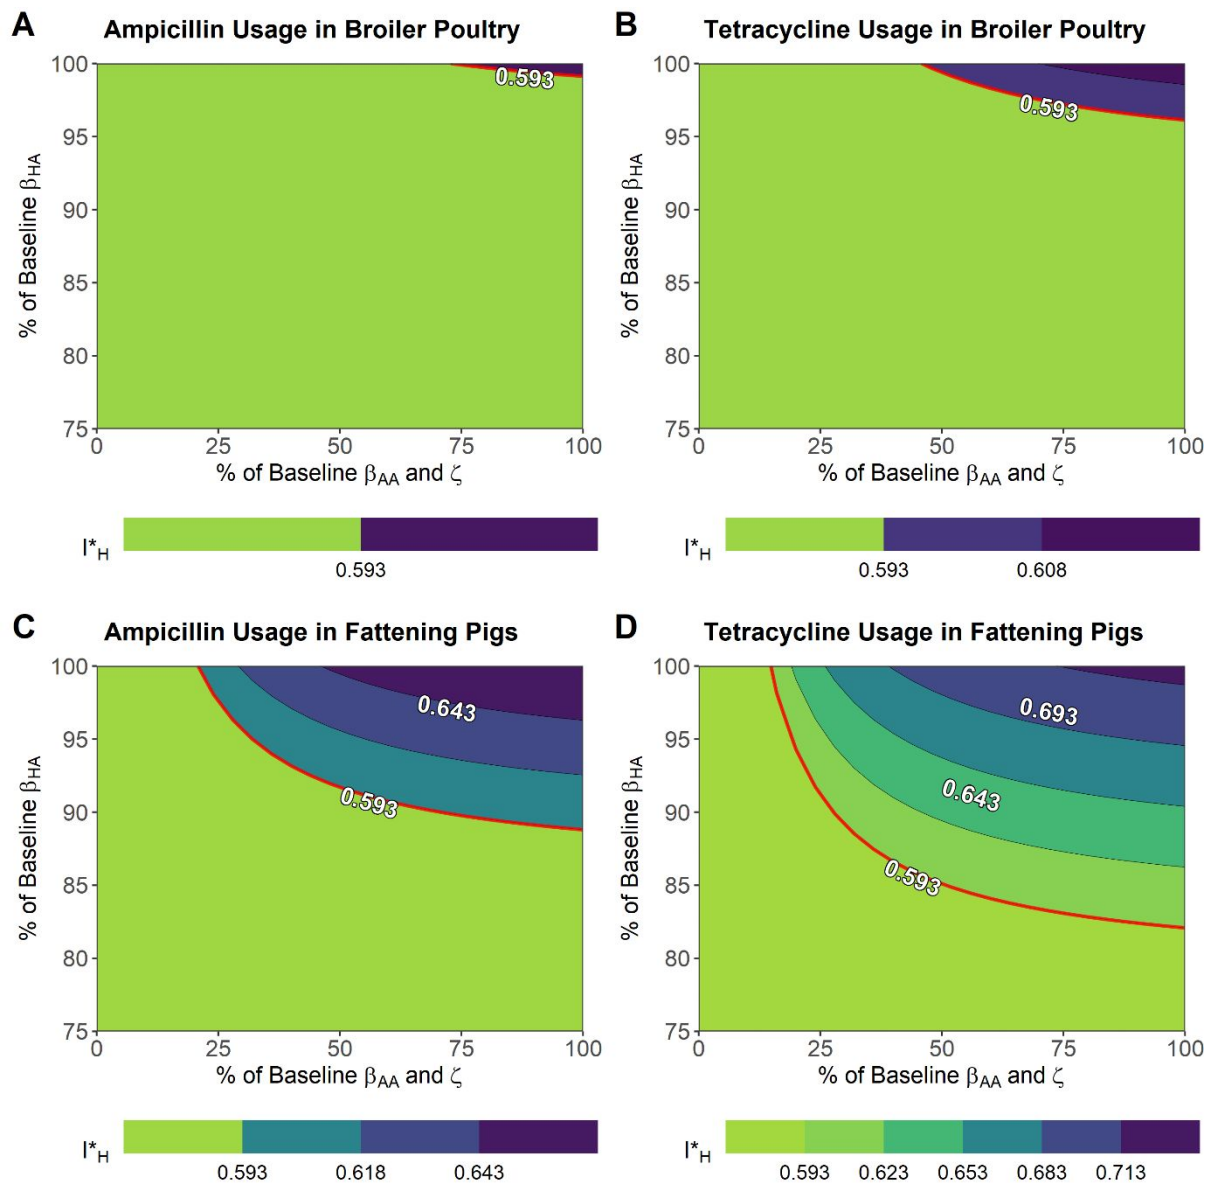 A Ampicillin Usage in Broiler Poultry
100
95
90
85
80
75
0.593
% of Baseline βHA
0 25 50 75 100
% of Baseline βAA and ζ
I*H
0.593
B Tetracycline Usage in Broiler Poultry
100
95
90
85
80
75
0.593
% of Baseline βHA
0 25 50 75 100
% of Baseline βAA and ζ
I*H
0.593 0.608
C Ampicillin Usage in Fattening Pigs
100
95
90
85
80
75
0.643
0.593
% of Baseline βHA
0 25 50 75 100
% of Baseline βAA and ζ
I*H
0.593 0.618 0.643
D Tetracycline Usage in Fattening Pigs
100
95
90
85
80
75
0.693
0.643
0.593
% of Baseline βHA
0 25 50 75 100
% of Baseline βAA and ζ
I*H
0.593 0.623 0.653 0.683 0.713